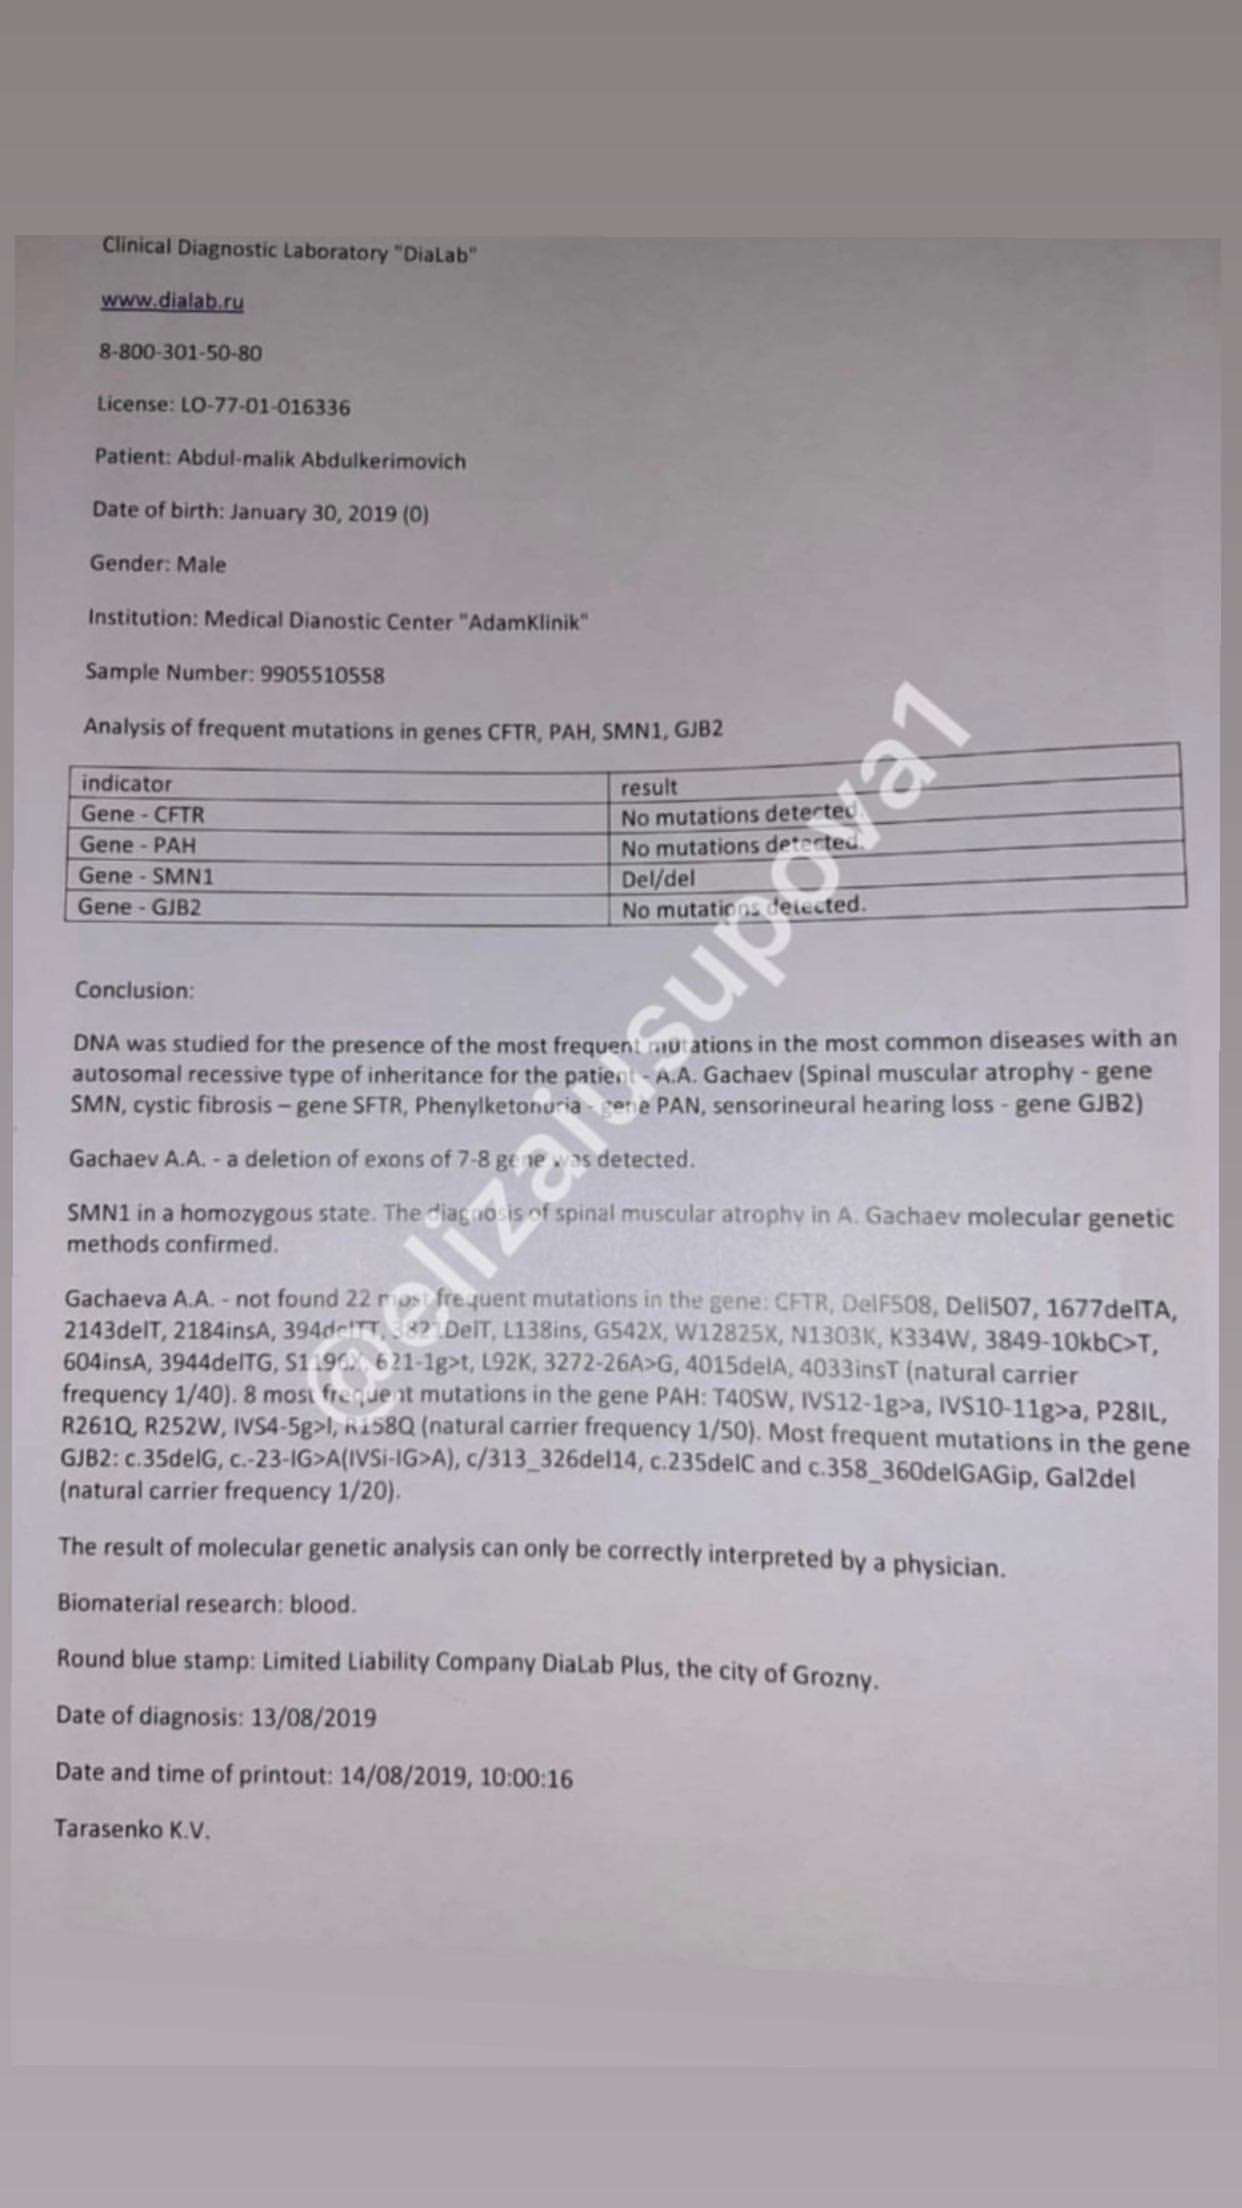 Clinical Diagnostic Laboratory "DiaLab"
www.dialab.ru
8-800-301-50-80
License: LO-77-01-016336
Patient: Abdul-malik Abdulkerimovich
Date of birth: January 30, 2019 (0)
Gender: Male
Institution: Medical Dianostic Center "AdamKlinik"
Sample Number: 9905510558
Analysis of frequent mutations in genes CFTR, PAH, SMN1, GJB2
indicator result
Gene - CFTR No mutations detected.
Gene - PAH No mutations detected.
Gene - SMN1 Del/del
Gene - GJB2 No mutations detected.
Conclusion:
DNA was studied for the presence of the most frequent mutations in the most common diseases with an
autosomal recessive type of inheritance for the patient - A.A. Gachaev (Spinal muscular atrophy - gene
SMN, cystic fibrosis – gene SFTR, Phenylketonuria - gene PAN, sensorineural hearing loss - gene GJB2)
Gachaev A.A. - a deletion of exons of 7-8 gene was detected.
SMN1 in a homozygous state. The diagnosis of spinal muscular atrophy in A. Gachaev molecular genetic
methods confirmed.
Gachaeva A.A. - not found 22 most frequent mutations in the gene: CFTR, DelF508, Dell507, 1677delTA,
2143delT, 2184insA, 394delTT, 3821DelT, L138ins, G542X, W12825X, N1303K, K334W, 3849-10kbC>T,
604insA, 3944delTG, S1196X, 621-1g>t, L92K, 3272-26A>G, 4015delA, 4033insT (natural carrier
frequency 1/40). 8 most frequent mutations in the gene PAH: T40SW, IVS12-1g>a, IVS10-11g>a, P28IL,
R261Q, R252W, IVS4-5g>l, R158Q (natural carrier frequency 1/50). Most frequent mutations in the gene
GJB2: c.35delG, c.-23-IG>A(IVSi-IG>A), c/313_326del14, c.235delC and c.358_360delGAGip, Gal2del
(natural carrier frequency 1/20).
The result of molecular genetic analysis can only be correctly interpreted by a physician.
Biomaterial research: blood.
Round blue stamp: Limited Liability Company DiaLab Plus, the city of Grozny.
Date of diagnosis: 13/08/2019
Date and time of printout: 14/08/2019, 10:00:16
Tarasenko K.V.
@elizaiusupova1